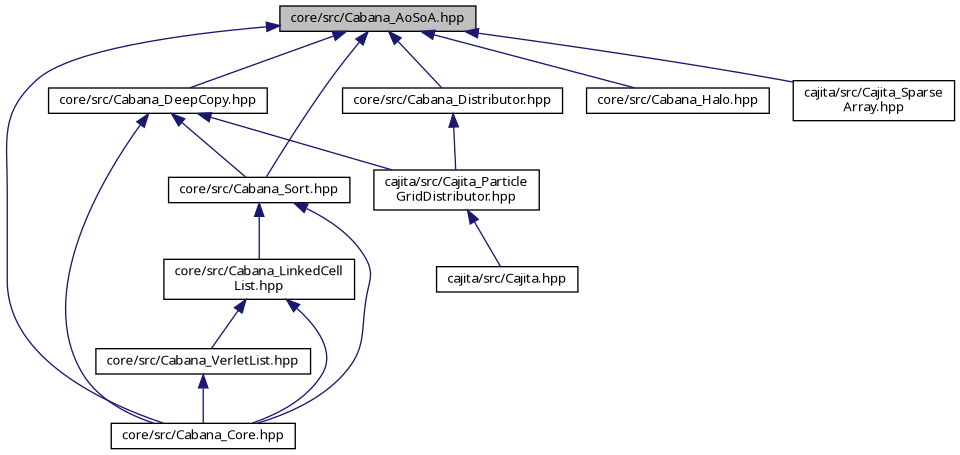 core/src/Cabana_AoSoA.hpp
core/src/Cabana_DeepCopy.hpp
core/src/Cabana_Distributor.hpp
core/src/Cabana_Halo.hpp
cajita/src/Cajita_Sparse
Array.hpp
core/src/Cabana_Sort.hpp
cajita/src/Cajita_Particle
GridDistributor.hpp
core/src/Cabana_LinkedCell
List.hpp
cajita/src/Cajita.hpp
core/src/Cabana_VerletList.hpp
core/src/Cabana_Core.hpp